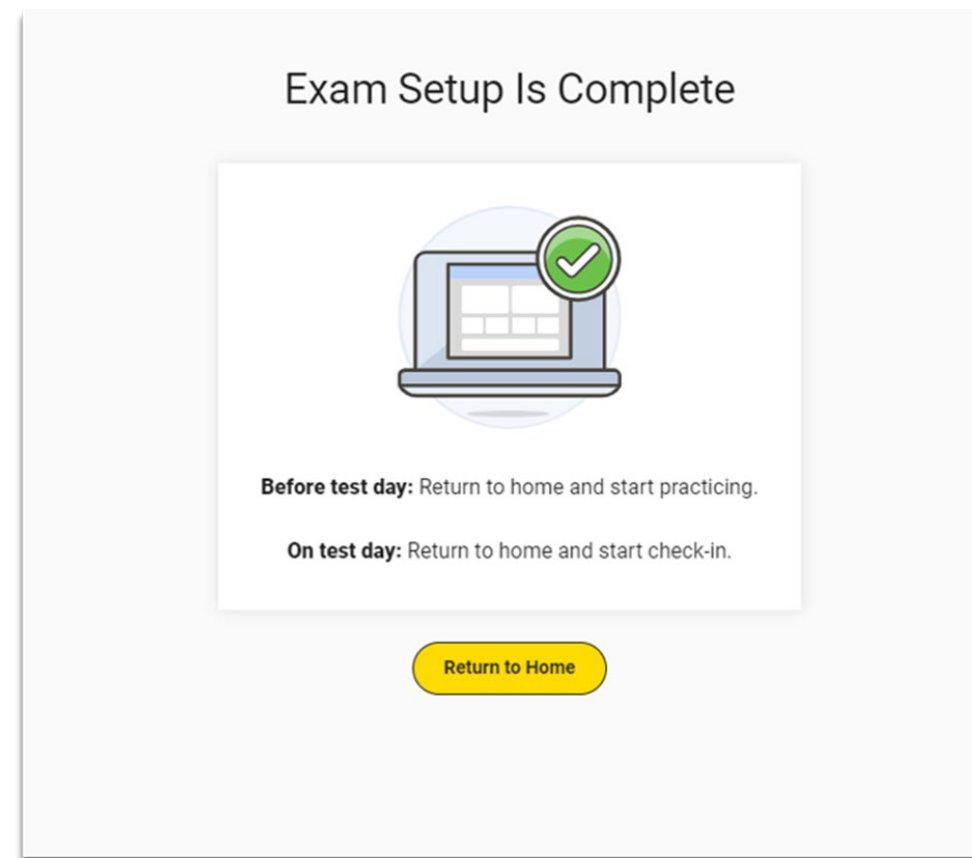 Exam Setup Is Complete
Before test day: Return to home and start practicing.
On test day: Return to home and start check-in.
Return to Home